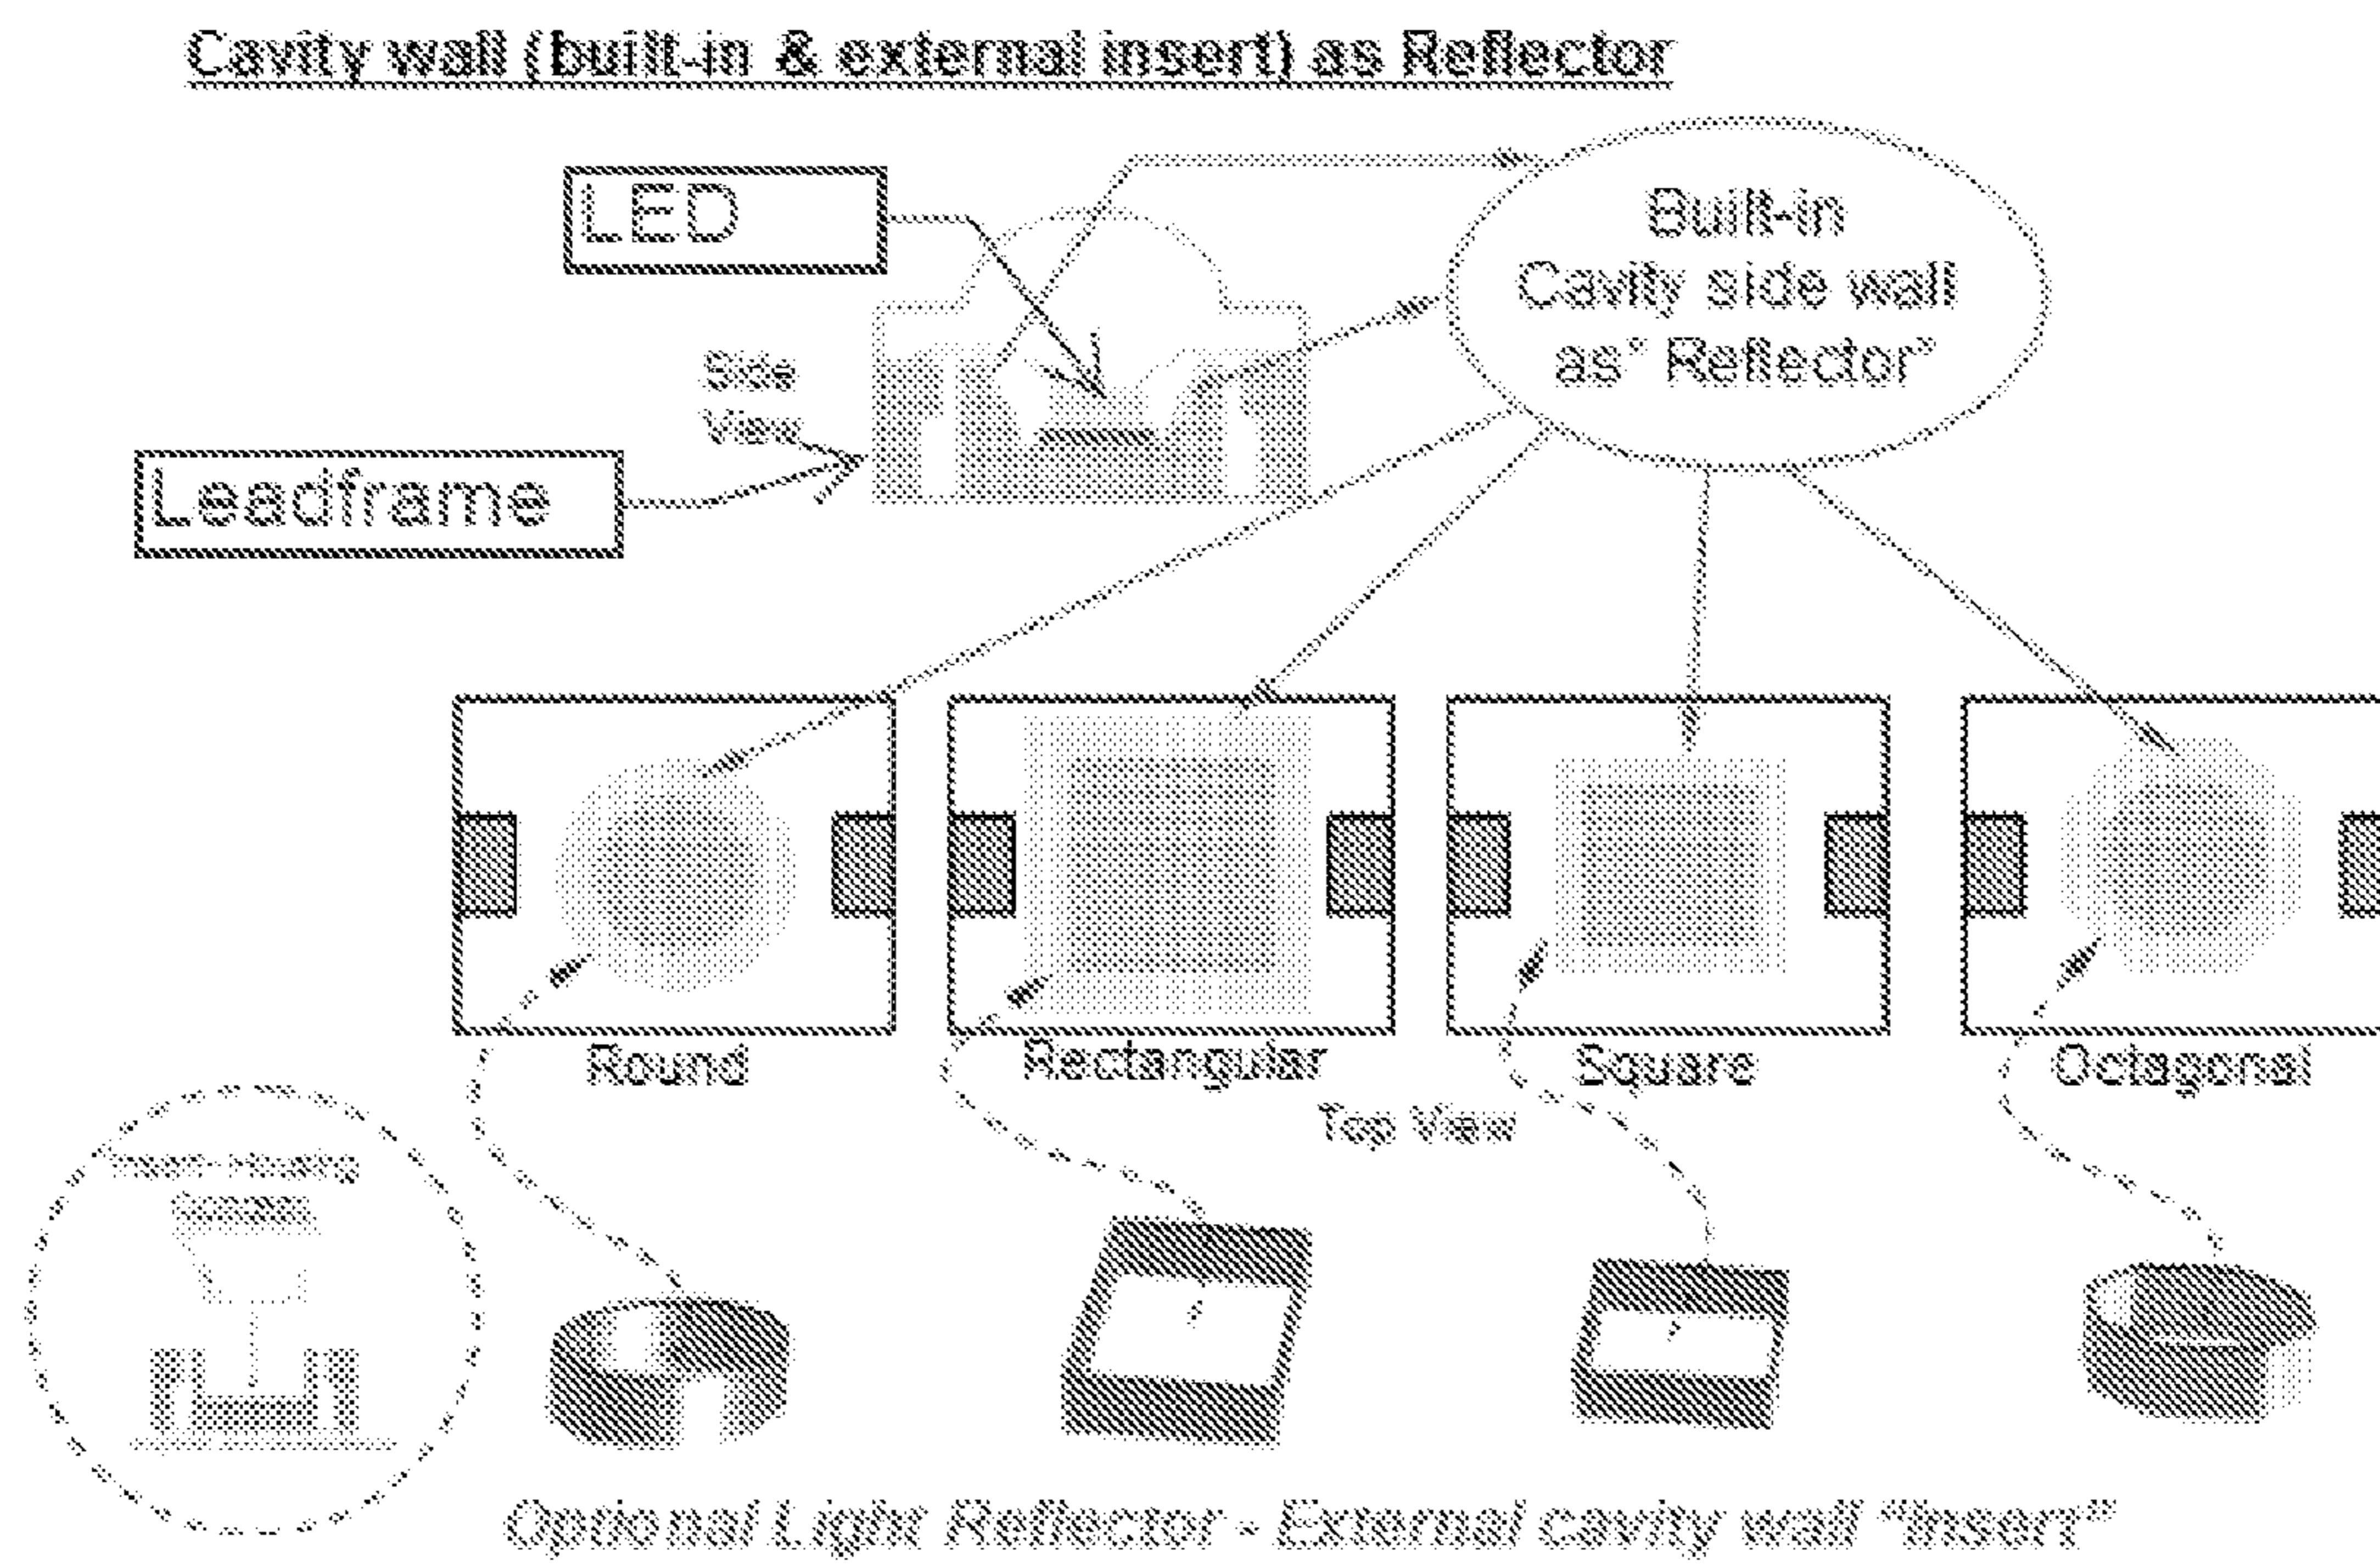 Cavity wall (built-in & external insert) as Reflector
LED
Built-in
Cavity side wall
as" Reflector"
Side
View
Leadframe
Round
Rectangular
Square
Octagonal
Top View
Optional Light Reflector - External cavity wall "insert"